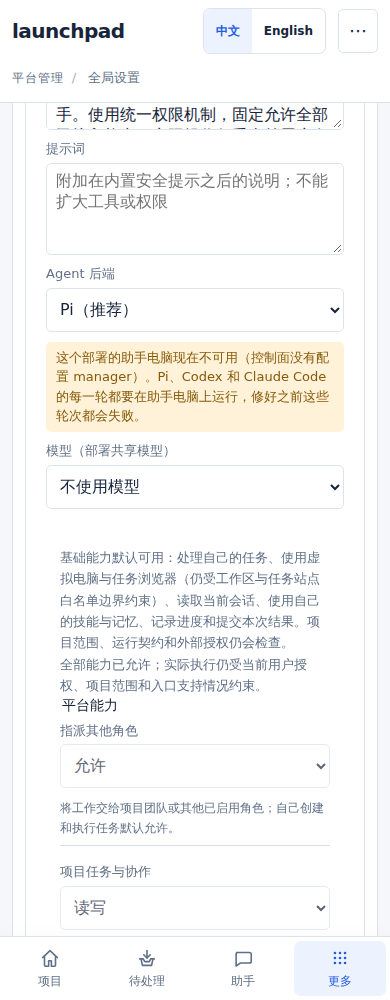 launchpad
中文
English
平台管理 / 全局设置
手。使用统一权限机制，固定允许全部
提示词
附加在内置安全提示之后的说明；不能
扩大工具或权限
Agent 后端
Pi（推荐）
这个部署的助手电脑现在不可用（控制面没有配
置 manager）。Pi、Codex 和 Claude Code
的每一轮都要在助手电脑上运行，修好之前这些
轮次都会失败。
模型（部署共享模型）
不使用模型
基础能力默认可用：处理自己的任务、使用虚
拟电脑与任务浏览器（仍受工作区与任务站点
白名单边界约束）、读取当前会话、使用自己
的技能与记忆、记录进度和提交本次结果。项
目范围、运行契约和外部授权仍会检查。
全部能力已允许；实际执行仍受当前用户授
权、项目范围和入口支持情况约束。
平台能力
指派其他角色
允许
将工作交给项目团队或其他已启用角色；自己创建
和执行任务默认允许。
项目任务与协作
读写
项目
待处理
助手
更多